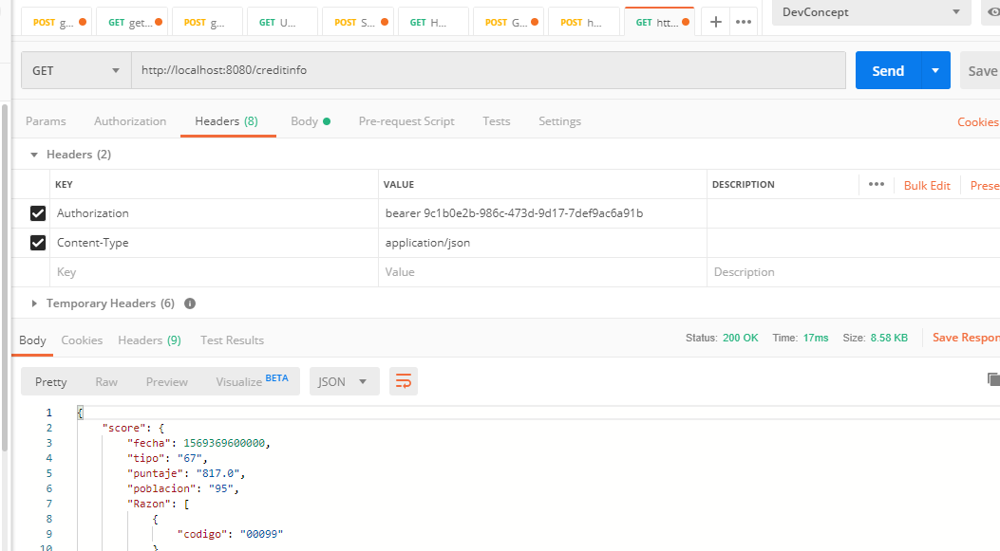 POST g... GET get... POST g... GET U... POST S... GET H... POST G... POST h... GET htt... + ••• DevConcept
GET http://localhost:8080/creditinfo Send Save
Params Authorization Headers (8) Body Pre-request Script Tests Settings Cookies
Headers (2)
KEY VALUE DESCRIPTION ••• Bulk Edit Prese
Authorization bearer 9c1b0e2b-986c-473d-9d17-7def9ac6a91b
Content-Type application/json
Key Value Description
Temporary Headers (6) i
Body Cookies Headers (9) Test Results Status: 200 OK Time: 17ms Size: 8.58 KB Save Respon
Pretty Raw Preview Visualize BETA JSON
1 {
2 "score": {
3 "fecha": 1569369600000,
4 "tipo": "67",
5 "puntaje": "817.0",
6 "poblacion": "95",
7 "Razon": [
8 {
9 "codigo": "00099"
10 }